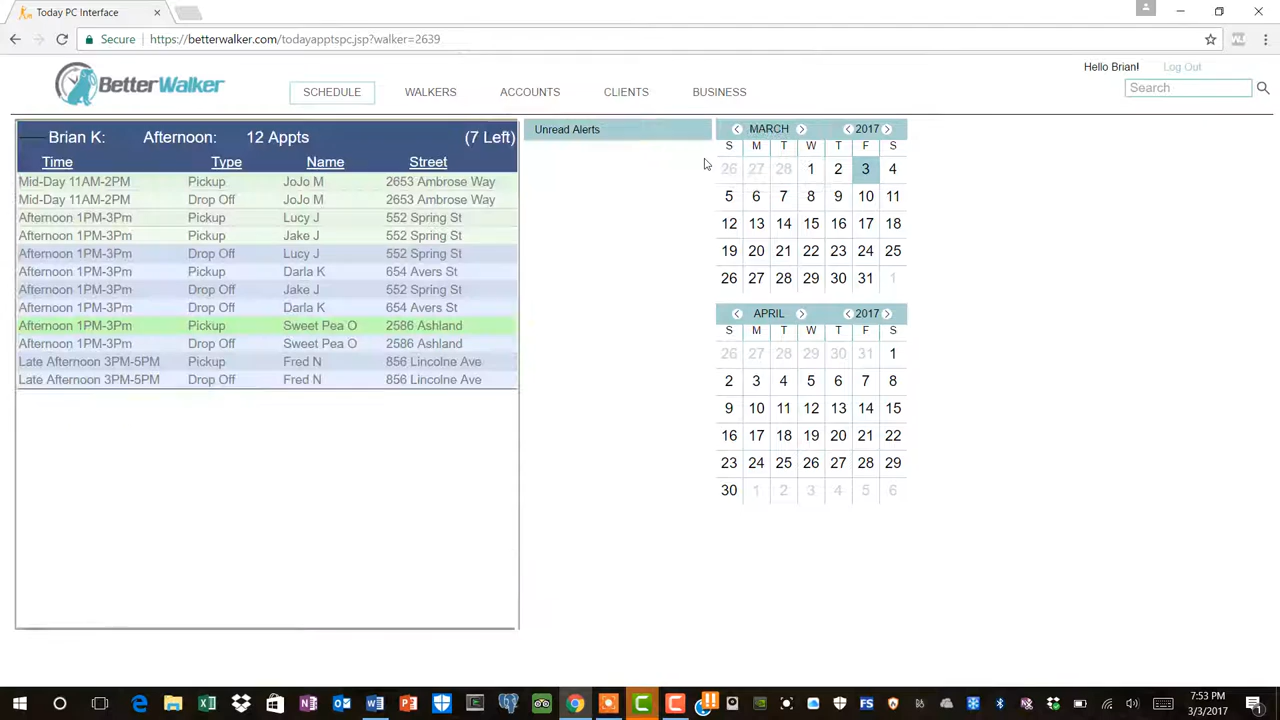 Today PC Interface
Secure https://betterwalker.com/todayapptspc.jsp?walker=2639
Hello Brian! Log Out
BetterWalker SCHEDULE WALKERS ACCOUNTS CLIENTS BUSINESS Search
Brian K: Afternoon: 12 Appts (7 Left)
Time Type Name Street
Mid-Day 11AM-2PM Pickup JoJo M 2653 Ambrose Way
Mid-Day 11AM-2PM Drop Off JoJo M 2653 Ambrose Way
Afternoon 1PM-3Pm Pickup Lucy J 552 Spring St
Afternoon 1PM-3Pm Pickup Jake J 552 Spring St
Afternoon 1PM-3Pm Drop Off Lucy J 552 Spring St
Afternoon 1PM-3Pm Pickup Darla K 654 Avers St
Afternoon 1PM-3Pm Drop Off Jake J 552 Spring St
Afternoon 1PM-3Pm Drop Off Darla K 654 Avers St
Afternoon 1PM-3Pm Pickup Sweet Pea O 2586 Ashland
Afternoon 1PM-3Pm Drop Off Sweet Pea O 2586 Ashland
Late Afternoon 3PM-5PM Pickup Fred N 856 Lincolne Ave
Late Afternoon 3PM-5PM Drop Off Fred N 856 Lincolne Ave
Unread Alerts
MARCH 2017
S M T W T F S
26 27 28 1 2 3 4
5 6 7 8 9 10 11
12 13 14 15 16 17 18
19 20 21 22 23 24 25
26 27 28 29 30 31 1
APRIL 2017
S M T W T F S
26 27 28 29 30 31 1
2 3 4 5 6 7 8
9 10 11 12 13 14 15
16 17 18 19 20 21 22
23 24 25 26 27 28 29
30 1 2 3 4 5 6
7:53 PM
3/3/2017